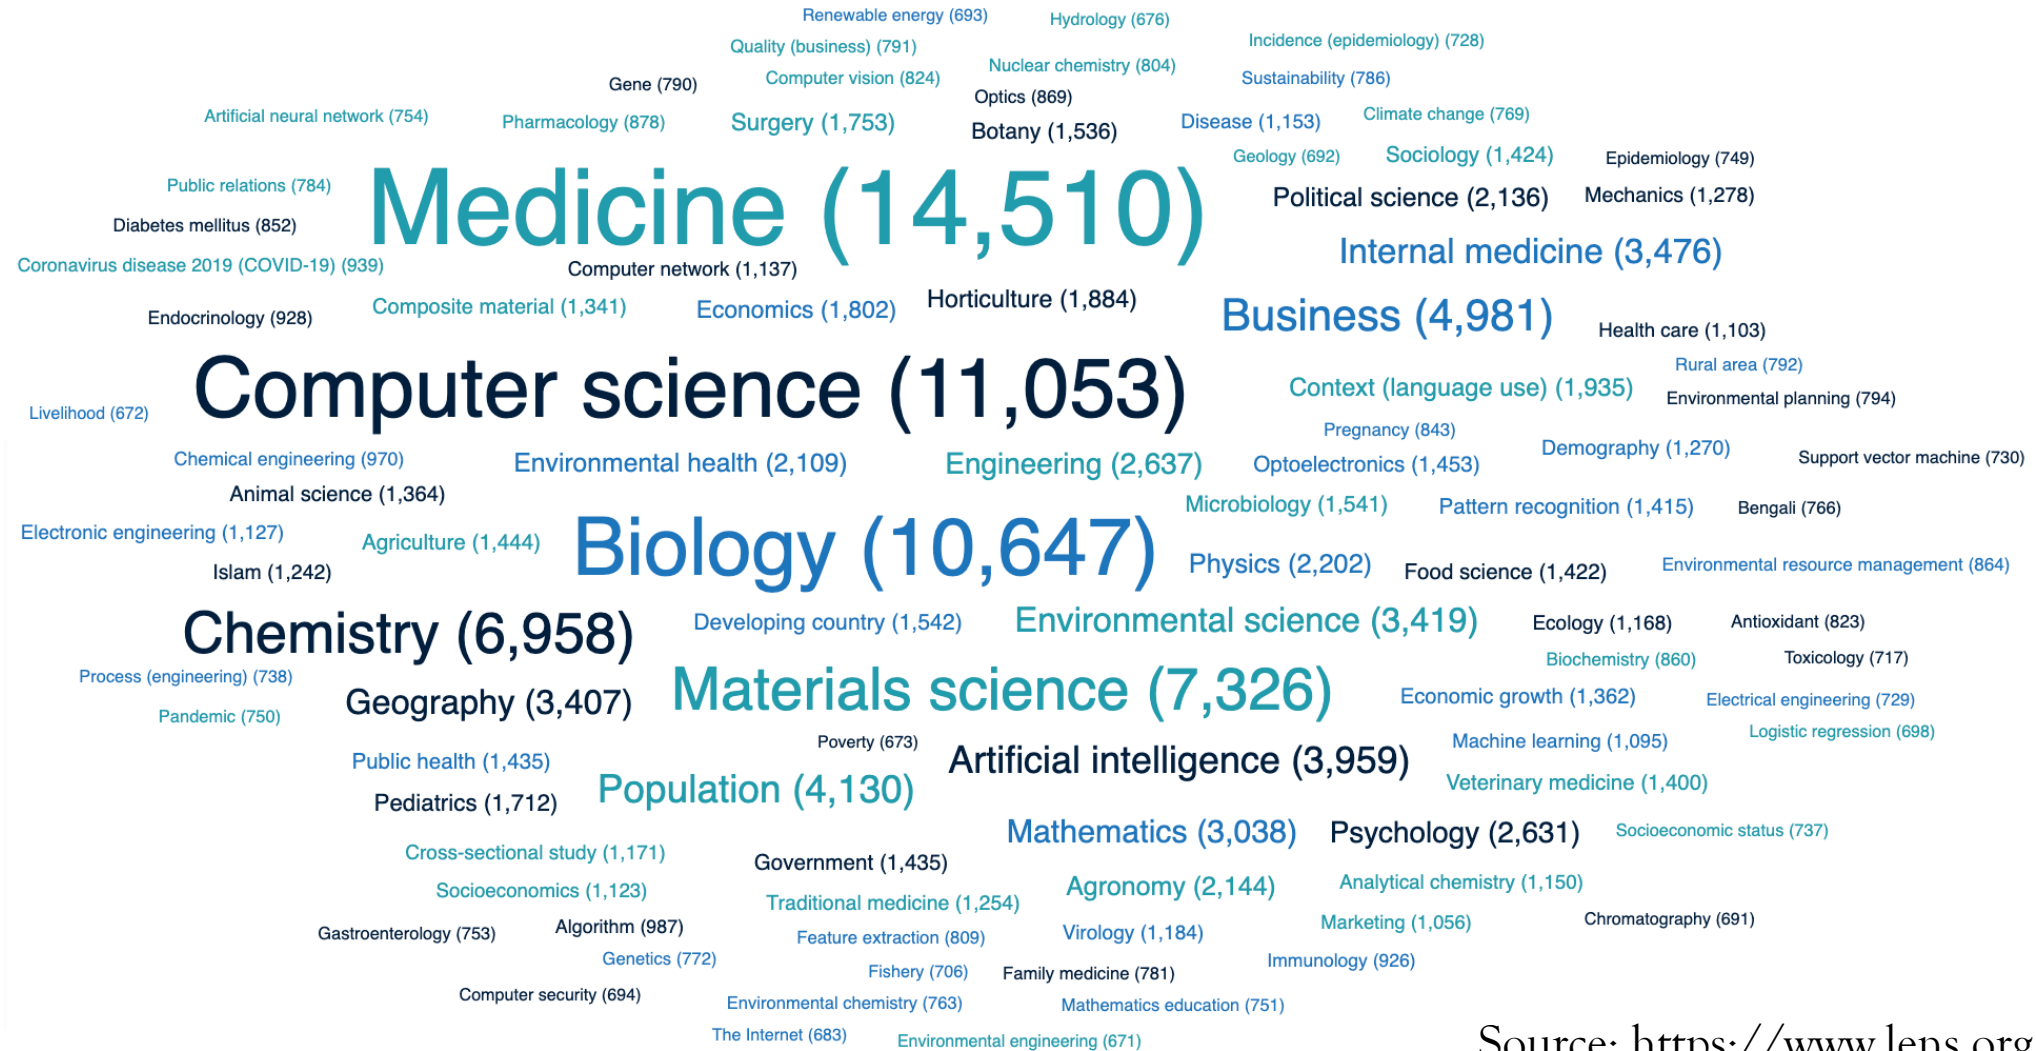 Renewable energy (693)
Hydrology (676)
Quality (business) (791)
Incidence (epidemiology) (728)
Gene (790)
Computer vision (824)
Nuclear chemistry (804)
Sustainability (786)
Optics (869)
Artificial neural network (754)
Pharmacology (878)
Surgery (1,753)
Botany (1,536)
Disease (1,153)
Climate change (769)
Geology (692)
Sociology (1,424)
Epidemiology (749)
Public relations (784)
Medicine (14,510)
Political science (2,136)
Mechanics (1,278)
Diabetes mellitus (852)
Internal medicine (3,476)
Coronavirus disease 2019 (COVID-19) (939)
Computer network (1,137)
Endocrinology (928)
Composite material (1,341)
Economics (1,802)
Horticulture (1,884)
Business (4,981)
Health care (1,103)
Rural area (792)
Computer science (11,053)
Context (language use) (1,935)
Environmental planning (794)
Livelihood (672)
Pregnancy (843)
Chemical engineering (970)
Environmental health (2,109)
Engineering (2,637)
Optoelectronics (1,453)
Demography (1,270)
Support vector machine (730)
Animal science (1,364)
Microbiology (1,541)
Pattern recognition (1,415)
Bengali (766)
Electronic engineering (1,127)
Agriculture (1,444)
Biology (10,647)
Physics (2,202)
Food science (1,422)
Environmental resource management (864)
Islam (1,242)
Chemistry (6,958)
Developing country (1,542)
Environmental science (3,419)
Ecology (1,168)
Antioxidant (823)
Biochemistry (860)
Toxicology (717)
Process (engineering) (738)
Geography (3,407)
Materials science (7,326)
Economic growth (1,362)
Electrical engineering (729)
Pandemic (750)
Logistic regression (698)
Poverty (673)
Public health (1,435)
Artificial intelligence (3,959)
Machine learning (1,095)
Population (4,130)
Veterinary medicine (1,400)
Pediatrics (1,712)
Mathematics (3,038)
Psychology (2,631)
Socioeconomic status (737)
Cross-sectional study (1,171)
Government (1,435)
Socioeconomics (1,123)
Agronomy (2,144)
Analytical chemistry (1,150)
Traditional medicine (1,254)
Gastroenterology (753)
Algorithm (987)
Feature extraction (809)
Virology (1,184)
Marketing (1,056)
Chromatography (691)
Genetics (772)
Fishery (706)
Family medicine (781)
Immunology (926)
Computer security (694)
Environmental chemistry (763)
Mathematics education (751)
The Internet (683)
Environmental engineering (671)
Source: https://www.lens.org